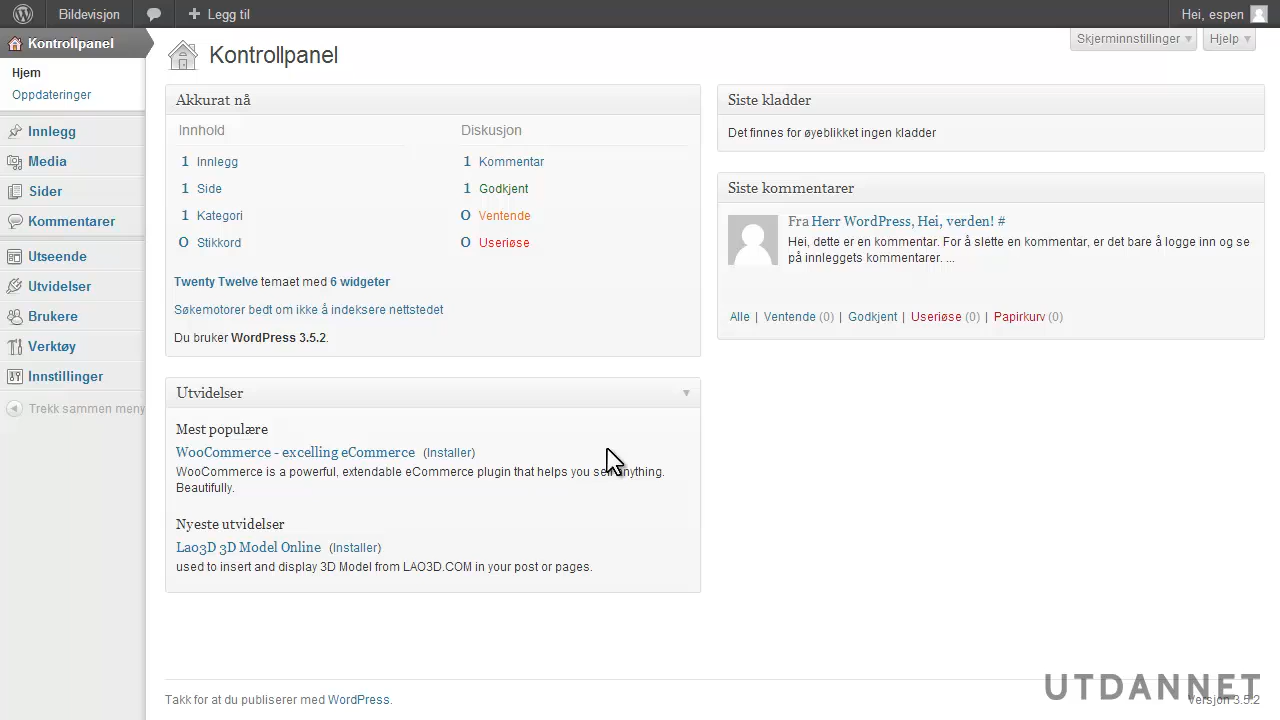 Bildevisjon
Legg til
Hei, espen
Kontrollpanel
Hjem
Oppdateringer
Innlegg
Media
Sider
Kommentarer
Utseende
Utvidelser
Brukere
Verktøy
Innstillinger
Trekk sammen meny
Skjerminnstillinger
Hjelp
Kontrollpanel
Akkurat nå
Innhold
Diskusjon
1 Innlegg
1 Kommentar
1 Side
1 Godkjent
1 Kategori
0 Ventende
0 Stikkord
0 Useriøse
Twenty Twelve temaet med 6 widgeter
Søkemotorer bedt om ikke å indeksere nettstedet
Du bruker WordPress 3.5.2.
Utvidelser
Mest populære
WooCommerce - excelling eCommerce (Installer)
WooCommerce is a powerful, extendable eCommerce plugin that helps you sell anything.
Beautifully.
Nyeste utvidelser
Lao3D 3D Model Online (Installer)
used to insert and display 3D Model from LAO3D.COM in your post or pages.
Siste kladder
Det finnes for øyeblikket ingen kladder
Siste kommentarer
Fra Herr WordPress, Hei, verden! #
Hei, dette er en kommentar. For å slette en kommentar, er det bare å logge inn og se
på innleggets kommentarer. ...
Alle | Ventende (0) | Godkjent | Useriøse (0) | Papirkurv (0)
Takk for at du publiserer med WordPress.
UTDANNET
Versjon 3.5.2